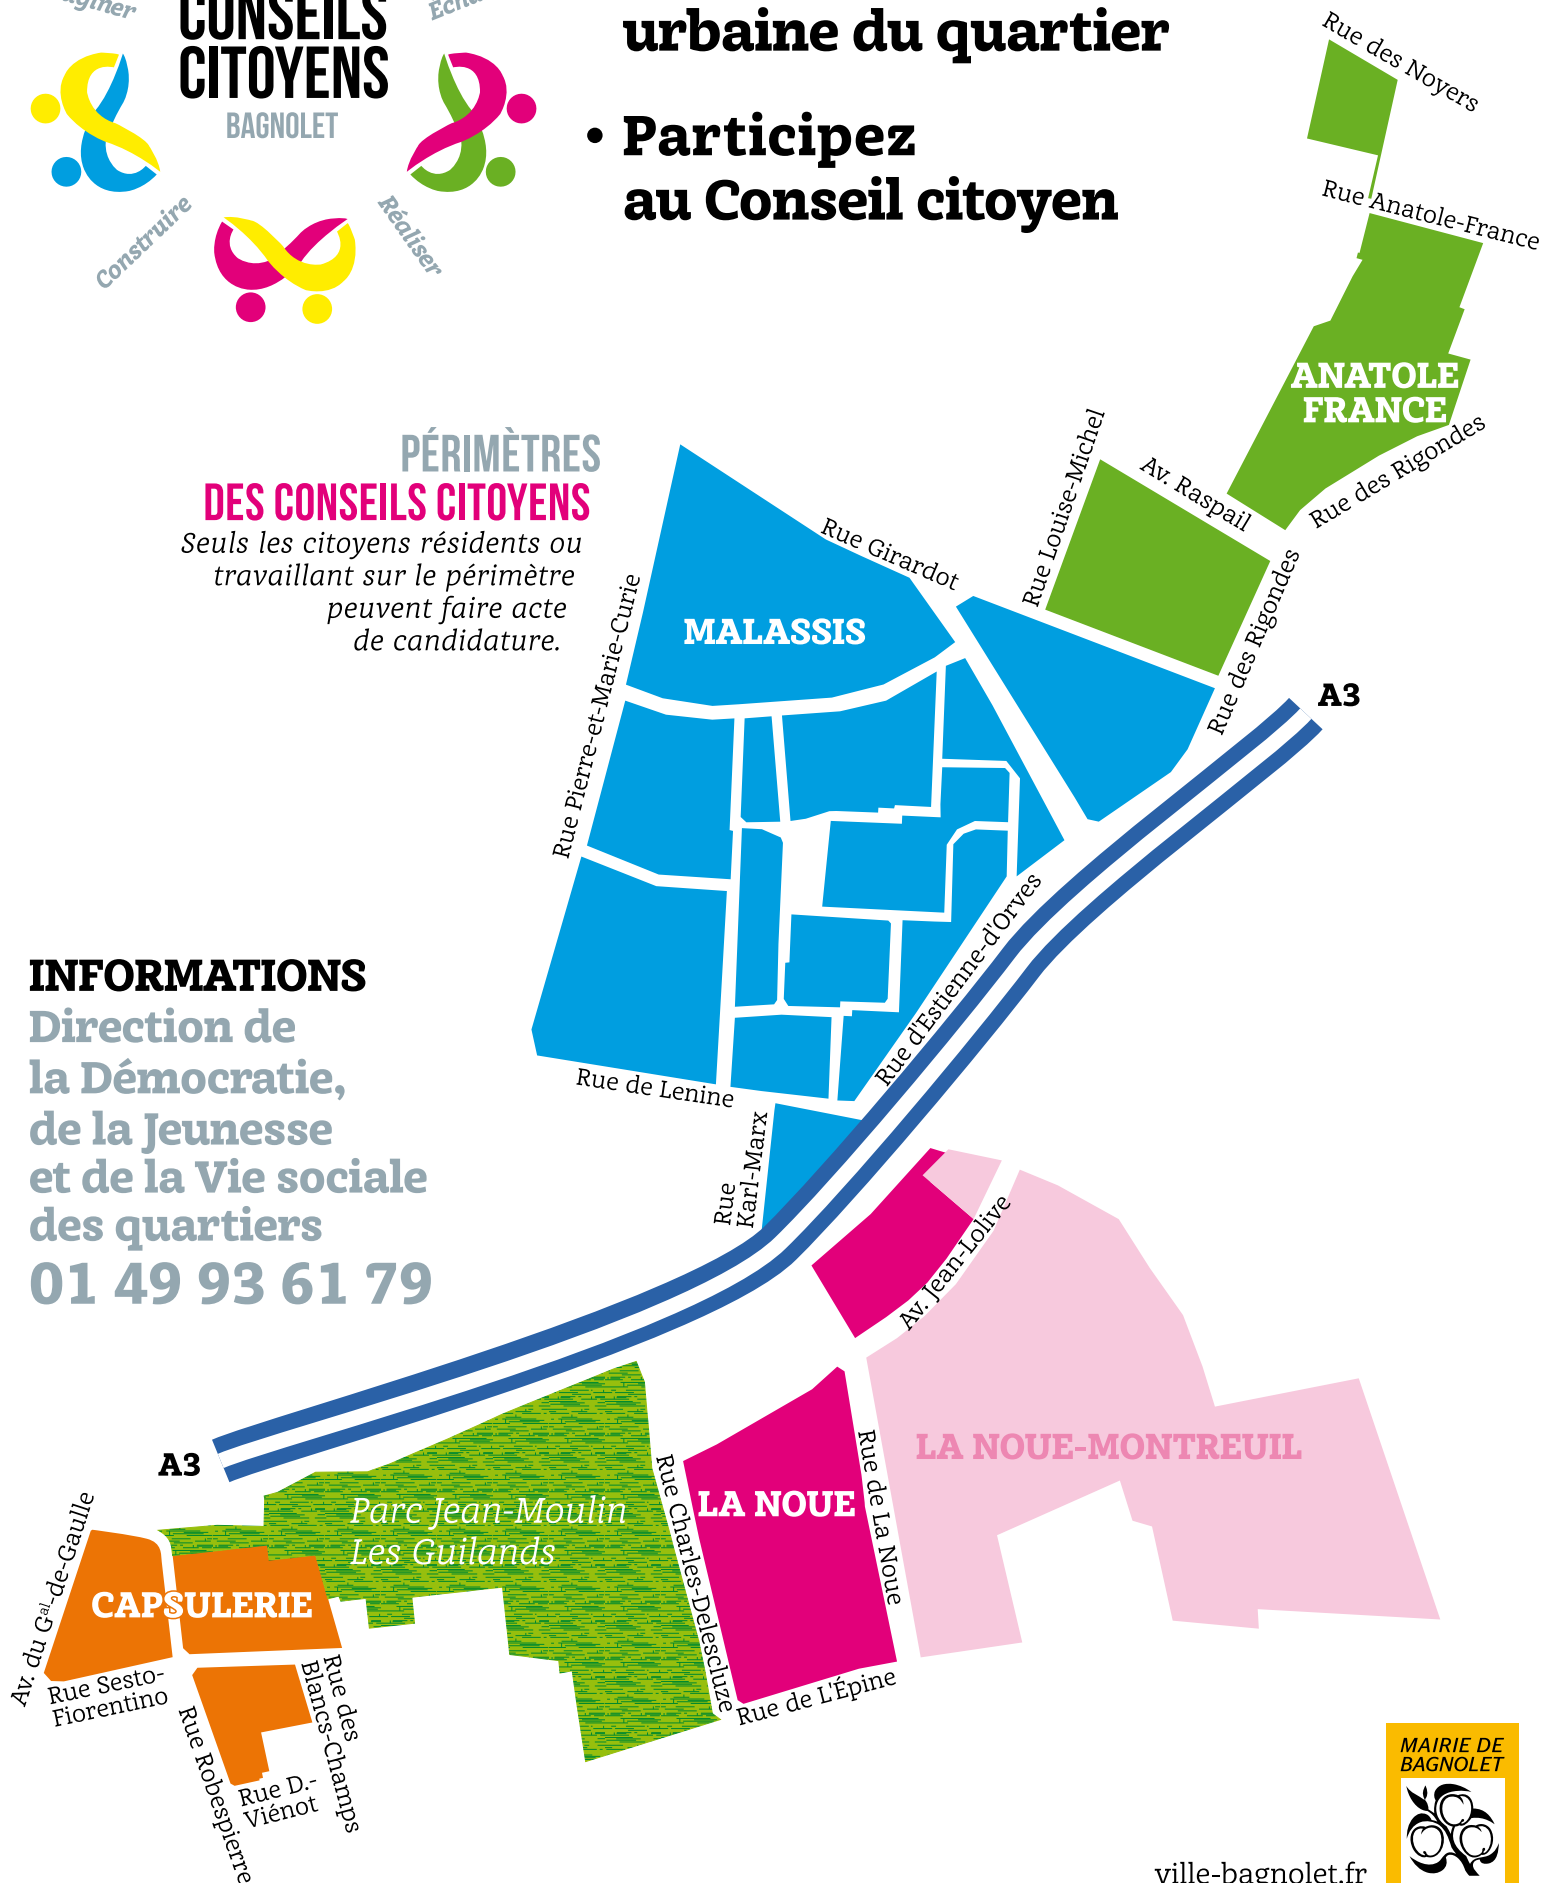 CONSEILS
CITOYENS
BAGNOLET
Construire
Réaliser
urbaine du quartier
• Participez
au Conseil citoyen
Rue des Noyers
Rue Anatole-France
ANATOLE
FRANCE
Rue des Rigondes
Av. Raspail
Rue Louise-Michel
Rue des Rigondes
A3
PÉRIMÈTRES
DES CONSEILS CITOYENS
Seuls les citoyens résidents ou
travaillant sur le périmètre
peuvent faire acte
de candidature.
Rue Girardot
MALASSIS
Rue Pierre-et-Marie-Curie
Rue d'Estienne-d'Orves
Rue de Lenine
Rue
Karl-Marx
INFORMATIONS
Direction de
la Démocratie,
de la Jeunesse
et de la Vie sociale
des quartiers
01 49 93 61 79
Av. Jean-Lolive
LA NOUE-MONTREUIL
LA NOUE
Rue de La Noue
Rue Charles-Delescluze
Rue de L'Épine
A3
Parc Jean-Moulin
Les Guilands
CAPSULERIE
Av. du Gal-de-Gaulle
Rue Sesto-
Fiorentino
Rue des
Blancs-Champs
Rue Robespierre
Rue D.-
Viénot
MAIRIE DE
BAGNOLET
ville-bagnolet.fr